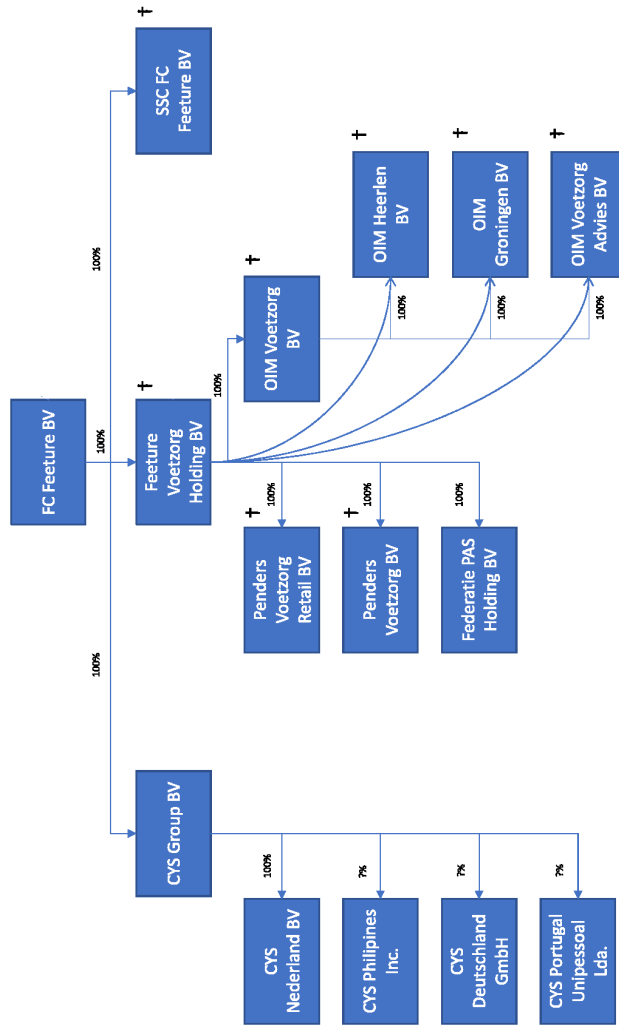 FC Feeture BV
100%
100%
100%
CYS Group BV
Feeture
Voetzorg
Holding BV
†
SSC FC
Feeture BV
†
100%
CYS
Nederland BV
?%
CYS Philipines
Inc.
?%
CYS
Deutschland
GmbH
?%
CYS Portugal
Unipessoal
Lda.
100%
Penders
Voetzorg
Retail BV
†
100%
Penders
Voetzorg BV
†
100%
Federatie PAS
Holding BV
100%
OIM Voetzorg
BV
†
100%
OIM Heerlen
BV
†
100%
OIM
Groningen BV
†
100%
OIM Voetzorg
Advies BV
†